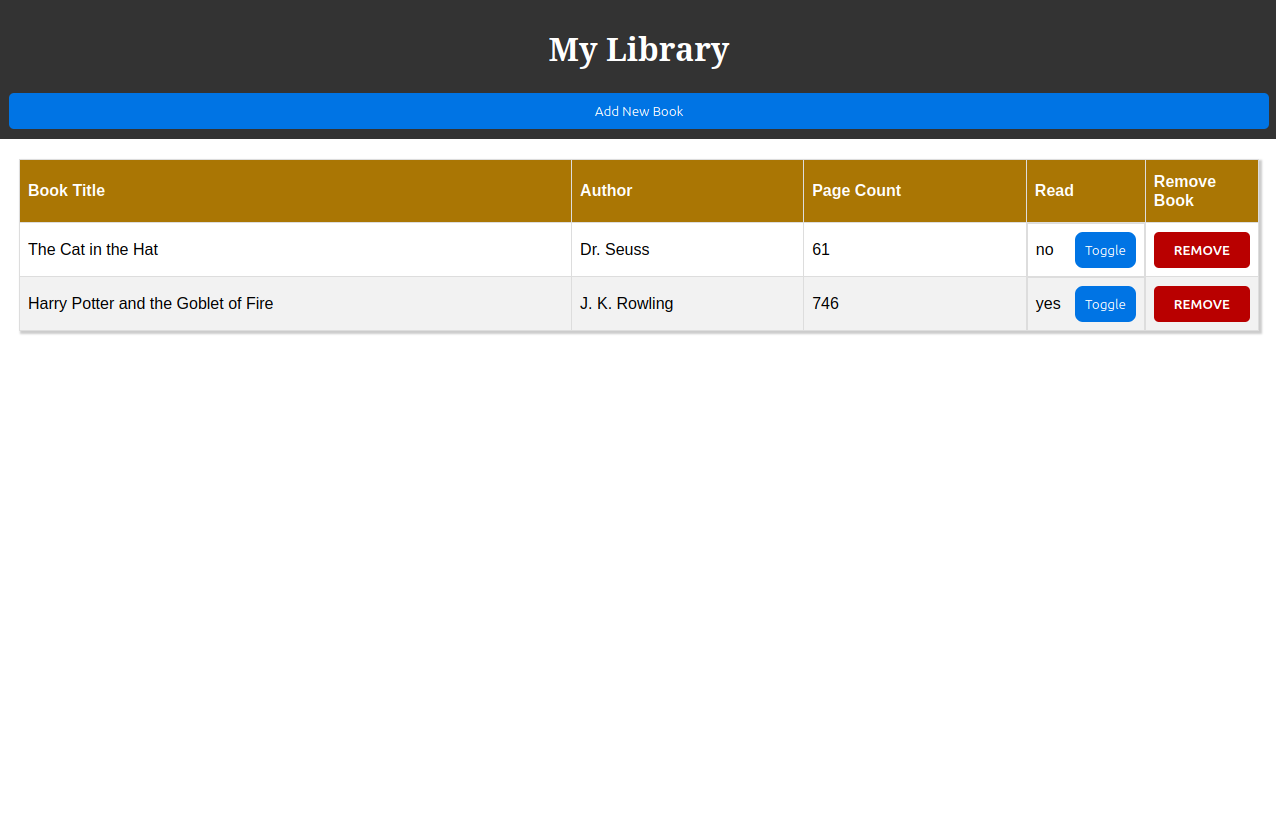 My Library
Add New Book
Book Title Author Page Count Read Remove Book
The Cat in the Hat Dr. Seuss 61 no Toggle REMOVE
Harry Potter and the Goblet of Fire J. K. Rowling 746 yes Toggle REMOVE